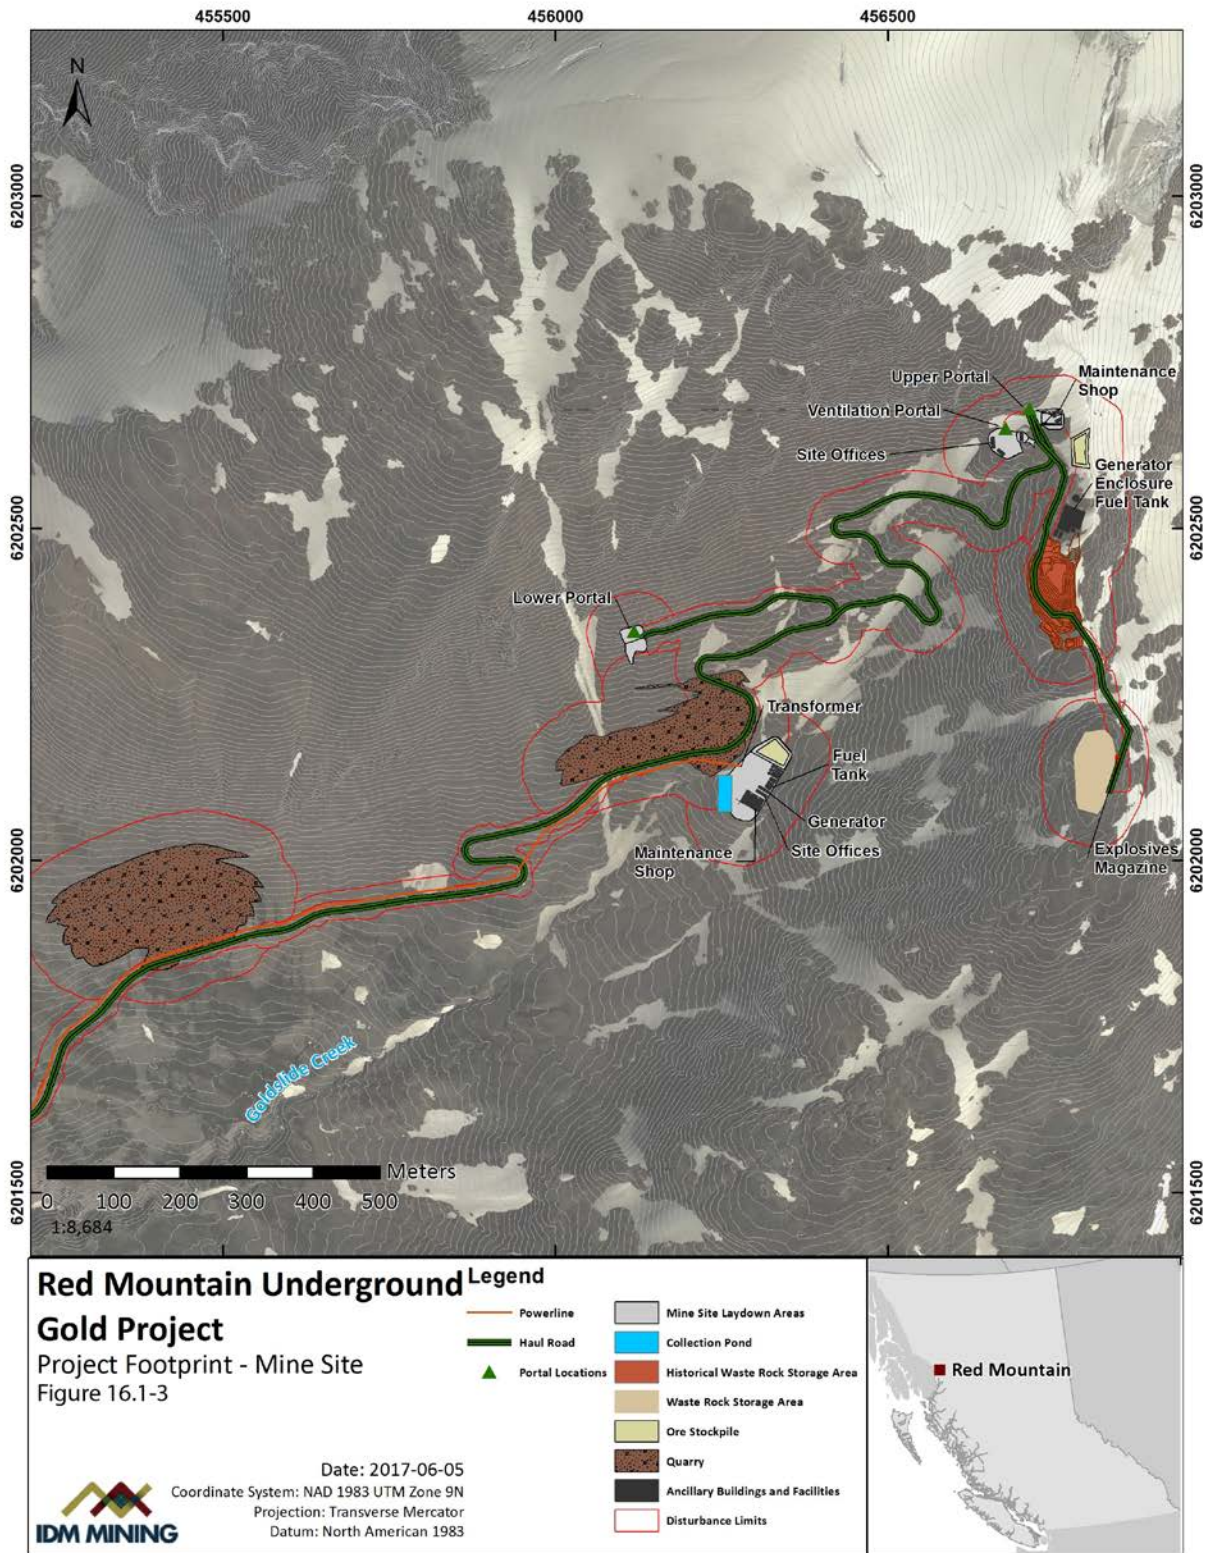 455500
456000
456500
N
6203000
6203000
Upper Portal
Maintenance
Shop
Ventilation Portal
Site Offices
Generator
Enclosure
Fuel Tank
6202500
6202500
Lower Portal
Transformer
Fuel
Tank
Generator
Maintenance
Shop
Site Offices
Explosives
Magazine
6202000
6202000
Goldslide Creek
6201500
6201500
Meters
0 100 200 300 400 500
1:8,684
Red Mountain Underground
Gold Project
Project Footprint - Mine Site
Figure 16.1-3
Date: 2017-06-05
Coordinate System: NAD 1983 UTM Zone 9N
Projection: Transverse Mercator
Datum: North American 1983
IDM MINING
Legend
Powerline
Haul Road
Portal Locations
Mine Site Laydown Areas
Collection Pond
Historical Waste Rock Storage Area
Waste Rock Storage Area
Ore Stockpile
Quarry
Ancillary Buildings and Facilities
Disturbance Limits
Red Mountain